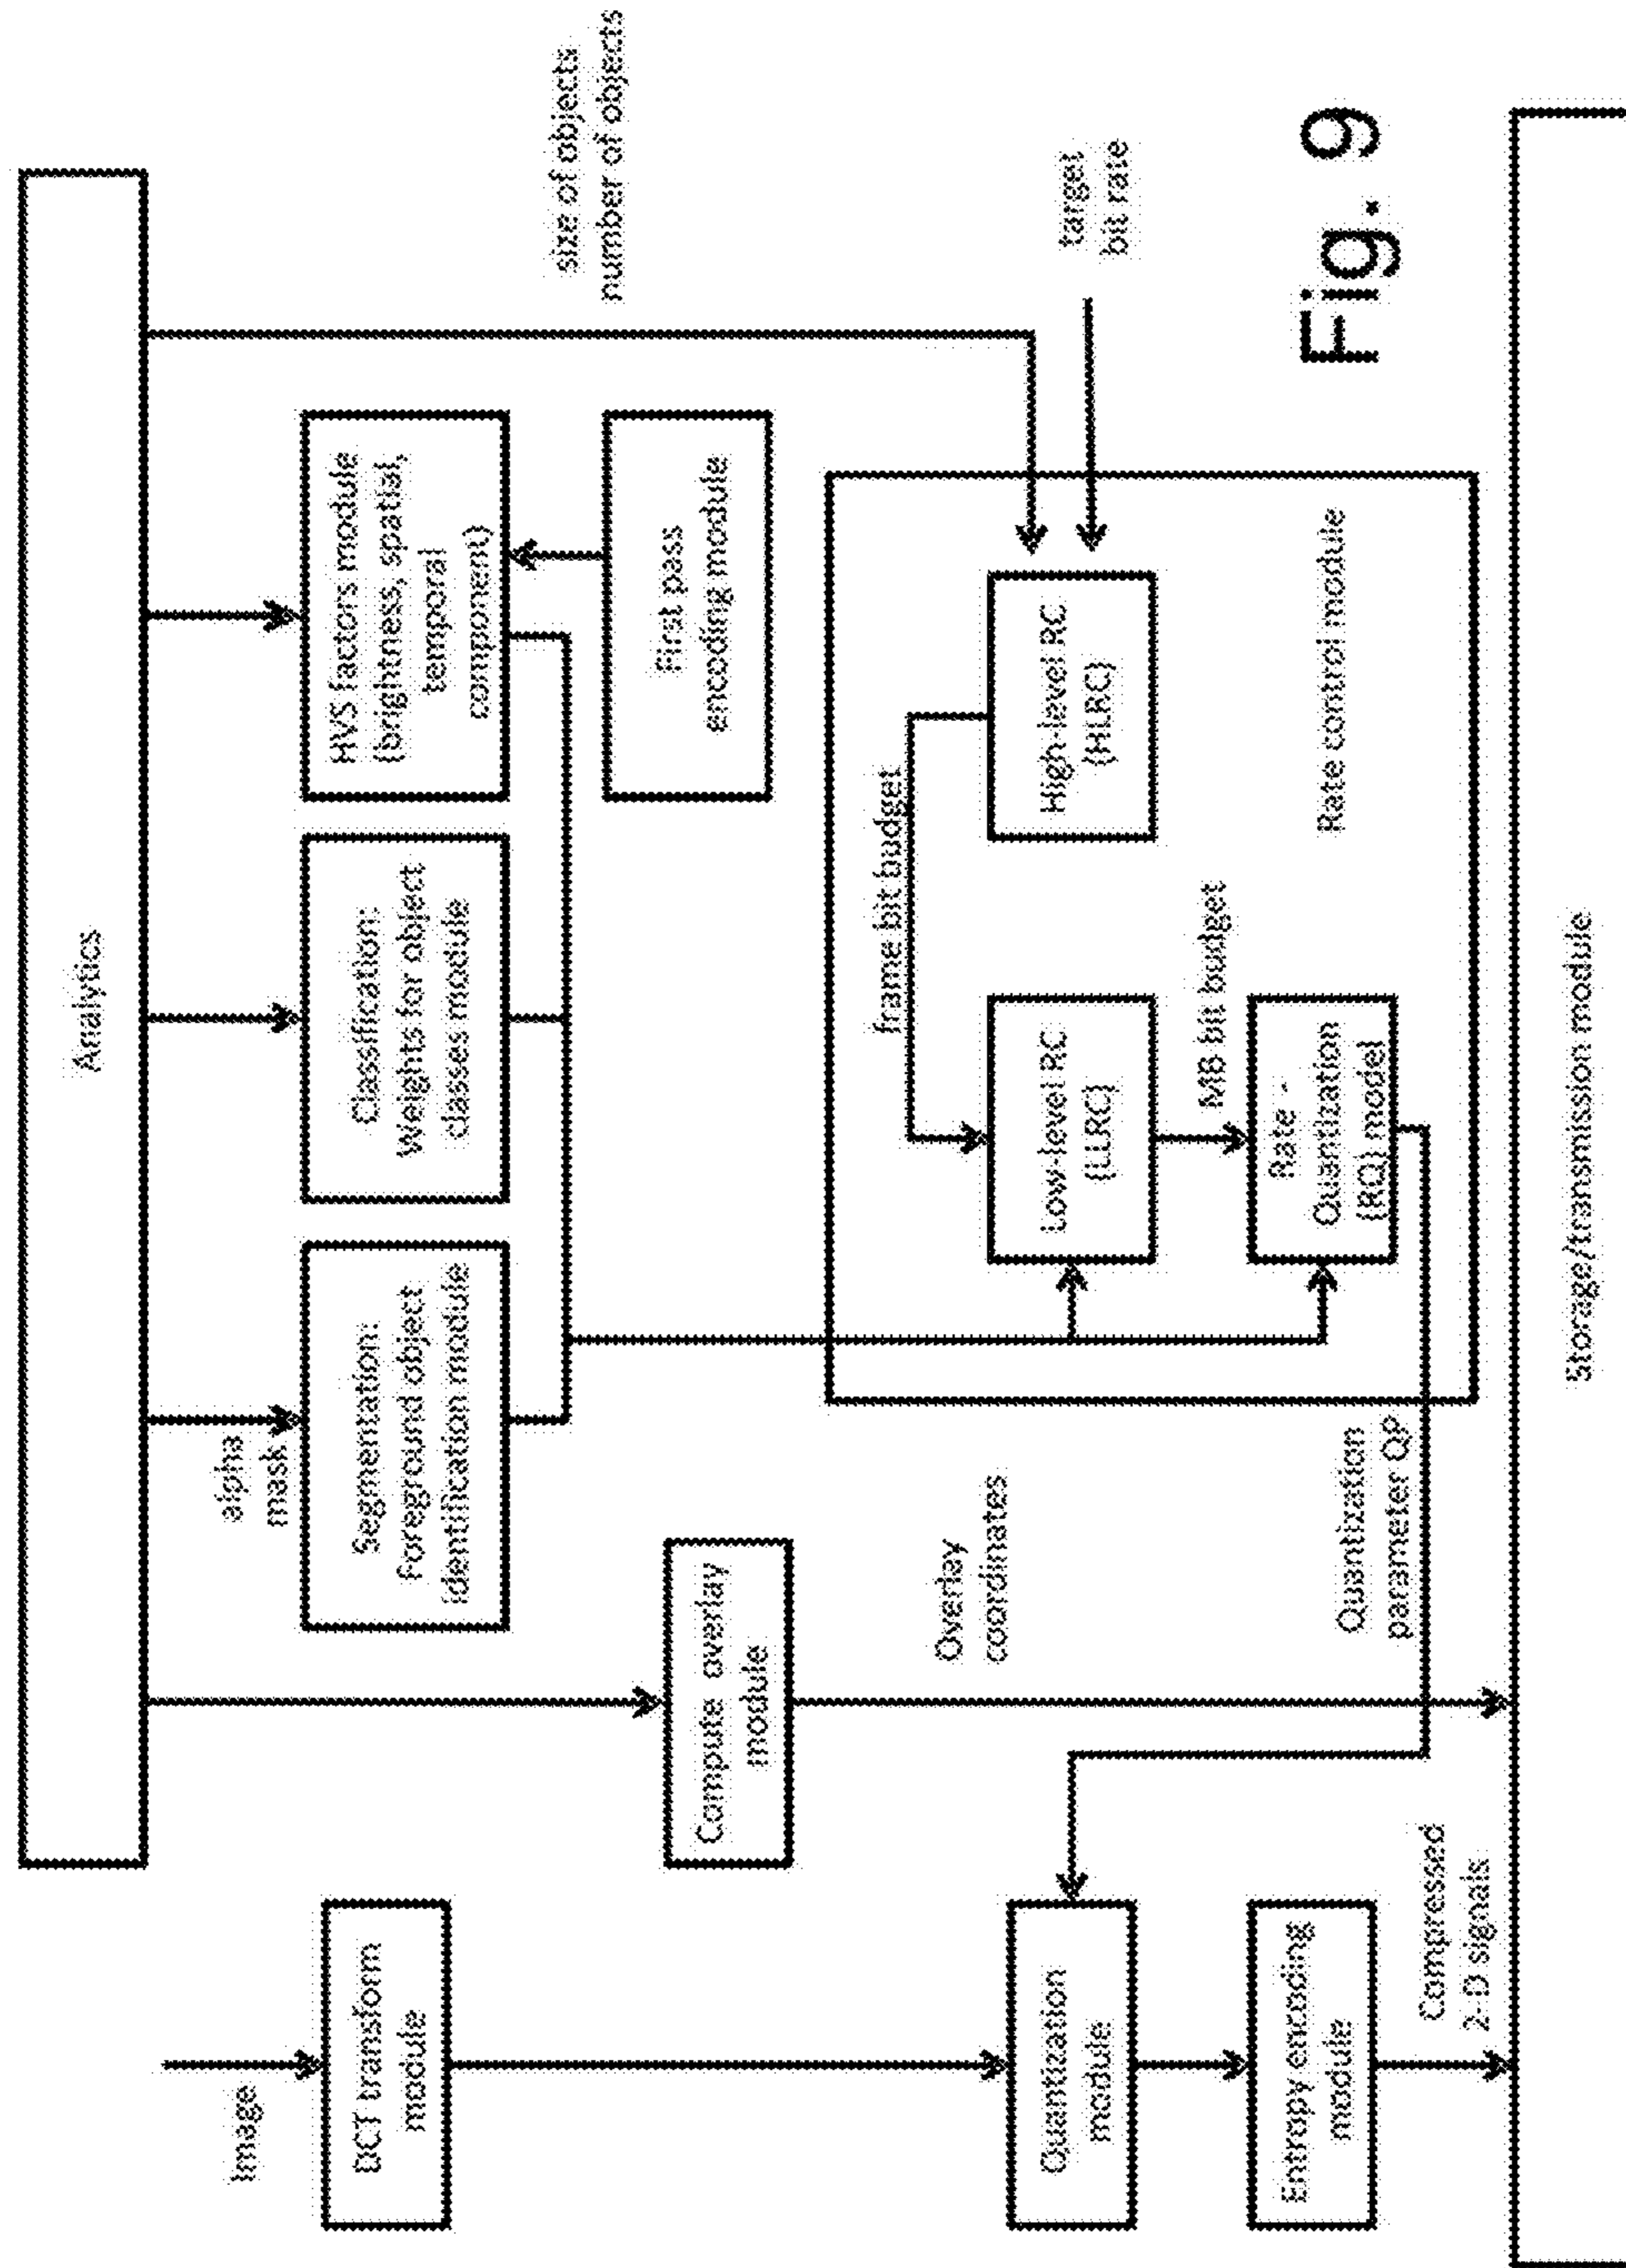 Analytics
Image
alpha
mask
DCT transform
module
Segmentation:
Foreground object
identification module
Classification:
Weights for object
classes module
HVS factors module
(brightness, spatial,
temporal
component)
size of objects
number of objects
First pass
encoding module
Compute overlay
module
frame bit budget
Overlay
coordinates
Quantization
module
Low-level RC
(LLRC)
High-level RC
(HLRC)
target
bit rate
MB bit budget
Entropy encoding
module
Rate -
Quantization
(RQ) model
Rate control module
Quantization
parameter QP
Compressed
2-D signals
Storage/transmission module
Fig. 9